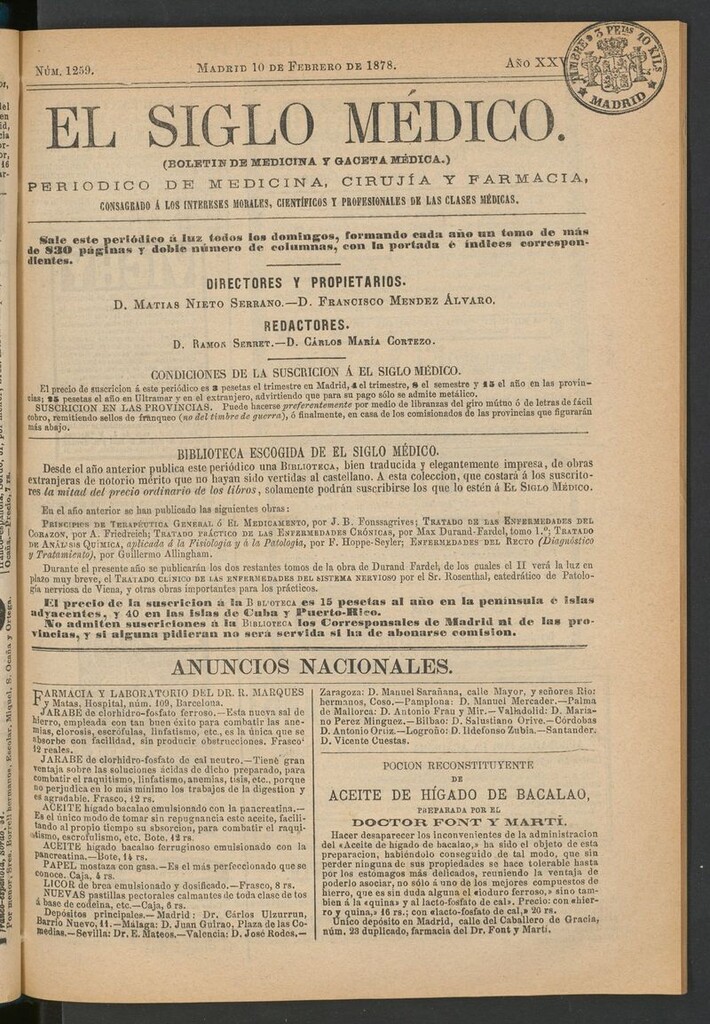 NÚM. 1259. MADRID 10 DE FEBRERO DE 1878. AÑO XXV
TIMBRE 3 PETAS 10 KILS
MADRID
EL SIGLO MÉDICO.
(BOLETIN DE MEDICINA Y GACETA MÉDICA.)
PERIODICO DE MEDICINA, CIRUJÍA Y FARMACIA,
CONSAGRADO Á LOS INTERESES MORALES, CIENTÍFICOS Y PROFESIONALES DE LAS CLASES MÉDICAS.
Sale este periódico á luz todos los domingos, formando cada año un tomo de más
de 830 páginas y doble número de columnas, con la portada é índices correspon-
dientes.
DIRECTORES Y PROPIETARIOS.
D. MATIAS NIETO SERRANO.—D. FRANCISCO MENDEZ ÁLVARO.
REDACTORES.
D. RAMON SERRET.—D. CÁRLOS MARÍA CORTEZO.
CONDICIONES DE LA SUSCRICION Á EL SIGLO MÉDICO.
El precio de suscricion á este periódico es 3 pesetas el trimestre en Madrid, 4 el trimestre, 8 el semestre y 15 el año en las provin-
cias; 25 pesetas el año en Ultramar y en el extranjero, advirtiendo que para su pago sólo se admite metálico.
SUSCRICION EN LAS PROVINCIAS. Puede hacerse preferentemente por medio de libranzas del giro mútuo ó de letras de fácil
cobro, remitiendo sellos de franqueo (no del timbre de guerra), ó finalmente, en casa de los comisionados de las provincias que figurarán
más abajo.
BIBLIOTECA ESCOGIDA DE EL SIGLO MÉDICO.
Desde el año anterior publica este periódico una BIBLIOTECA, bien traducida y elegantemente impresa, de obras
extranjeras de notorio mérito que no hayan sido vertidas al castellano. A esta coleccion, que costará á los suscrito-
res la mitad del precio ordinario de los libros, solamente podrán suscribirse los que lo estén á EL SIGLO MÉDICO.
En el año anterior se han publicado las siguientes obras:
PRINCIPIOS DE TERAPÉUTICA GENERAL Ó EL MEDICAMENTO, por J. B. Fonssagrives; TRATADO DE LAS ENFERMEDADES DEL
CORAZON, por A. Friedreich; TRATADO PRÁCTICO DE LAS ENFERMEDADES CRÓNICAS, por Max Durand-Fardel, tomo 1.º; TRATADO
DE ANÁLISIS QUÍMICA, aplicada á la Fisiología y á la Patología, por F. Hoppe-Seyler; ENFERMEDADES DEL RECTO (Diagnóstico
y Tratamiento), por Guillermo Allingham.
Durante el presente año se publicarán los dos restantes tomos de la obra de Durand Fardel, de los cuales el II verá la luz en
plazo muy breve, el TRATADO CLÍNICO DE LAS ENFERMEDADES DEL SISTEMA NERVIOSO por el Sr. Rosenthal, catedrático de Patolo-
gía nerviosa de Viena, y otras obras importantes para los prácticos.
El precio de la suscricion á la BIBLIOTECA es 15 pesetas al año en la península é islas
adyacentes, y 40 en las islas de Cuba y Puerto-Rico.
No admiten suscriciones á la BIBLIOTECA los Corresponsales de Madrid ni de las pro-
vincias, y si alguna pidieran no será servida si ha de abonarse comision.
ANUNCIOS NACIONALES.
FARMACIA Y LABORATORIO DEL DR. R. MARQUES
y Matas, Hospital, núm. 109, Barcelona.
JARABE de clorhidro-fosfato ferroso.—Esta nueva sal de
hierro, empleada con tan buen éxito para combatir las ane-
mias, clorosis, escrófulas, linfatismo, etc., es la única que se
absorbe con facilidad, sin producir obstrucciones. Frasco
12 reales.
JARABE de clorhidro-fosfato de cal neutro.—Tiene gran
ventaja sobre las soluciones ácidas de dicho preparado, para
combatir el raquitismo, linfatismo, anemias, tisis, etc., porque
no perjudica en lo más mínimo los trabajos de la digestion y
es agradable. Frasco, 12 rs.
ACEITE hígado bacalao emulsionado con la pancreatina.—
Es el único modo de tomar sin repugnancia este aceite, facili-
tando al propio tiempo su absorcion, para combatir el raqui-
tismo, escrofulismo, etc. Bote, 12 rs.
ACEITE hígado bacalao ferruginoso emulsionado con la
pancreatina.—Bote, 14 rs.
PAPEL mostaza con gasa.—Es el más perfeccionado que se
conoce. Caja, 4 rs.
LICOR de brea emulsionado y dosificado.—Frasco, 8 rs.
NUEVAS pastillas pectorales calmantes de toda clase de tos
á base de codeina, etc.—Caja, 6 rs.
Depósitos principales.—Madrid: Dr. Cárlos Ulzurrun,
Barrio Nuevo, 11.—Málaga: D. Juan Guirao, Plaza de las Co-
medias.—Sevilla: Dr. E. Mateos.—Valencia: D. José Rodes.—
Zaragoza: D. Manuel Sarañana, calle Mayor, y señores Rio:
hermanos, Coso.—Pamplona: D. Manuel Mercader.—Palma
de Mallorca: D. Antonio Frau y Mir.—Valladolid: D. Maria-
no Perez Minguez.—Bilbao: D. Salustiano Orive.—Córdobas
D. Antonio Ortiz.—Logroño: D. Ildefonso Zubia.—Santander.
D. Vicente Cuestas.
POCION RECONSTITUYENTE
DE
ACEITE DE HÍGADO DE BACALAO,
PREPARADA POR EL
DOCTOR FONT Y MARTÍ.
Hacer desaparecer los inconvenientes de la administracion
del «Aceite de hígado de bacalao,» ha sido el objeto de esta
preparacion, habiéndolo conseguido de tal modo, que sin
perder ninguna de sus propiedades se hace tolerable hasta
por los estómagos más delicados, reuniendo la ventaja de
poderlo asociar, no sólo á uno de los mejores compuestos de
hierro, que es sin duda alguna el «ioduro ferroso,» sino tam-
bien á la «quina» y al lacto-fosfato de cal». Precio: con «hier-
ro y quina,» 16 rs.; con «lacto-fosfato de cal,» 20 rs.
Unico depósito en Madrid, calle del Caballero de Gracia,
núm. 23 duplicado, farmacia del Dr. Font y Martí.